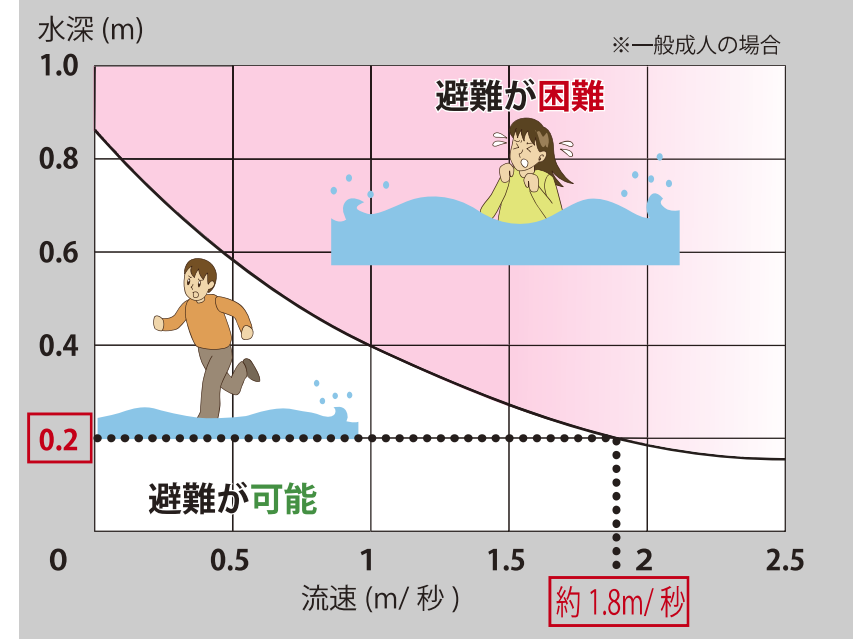 水深 (m)
※一般成人の場合
1.0
避難が困難
0.8
0.6
0.4
0.2
避難が可能
0 0.5 1 1.5 2 2.5
流速 (m/ 秒 )
約 1.8m/ 秒